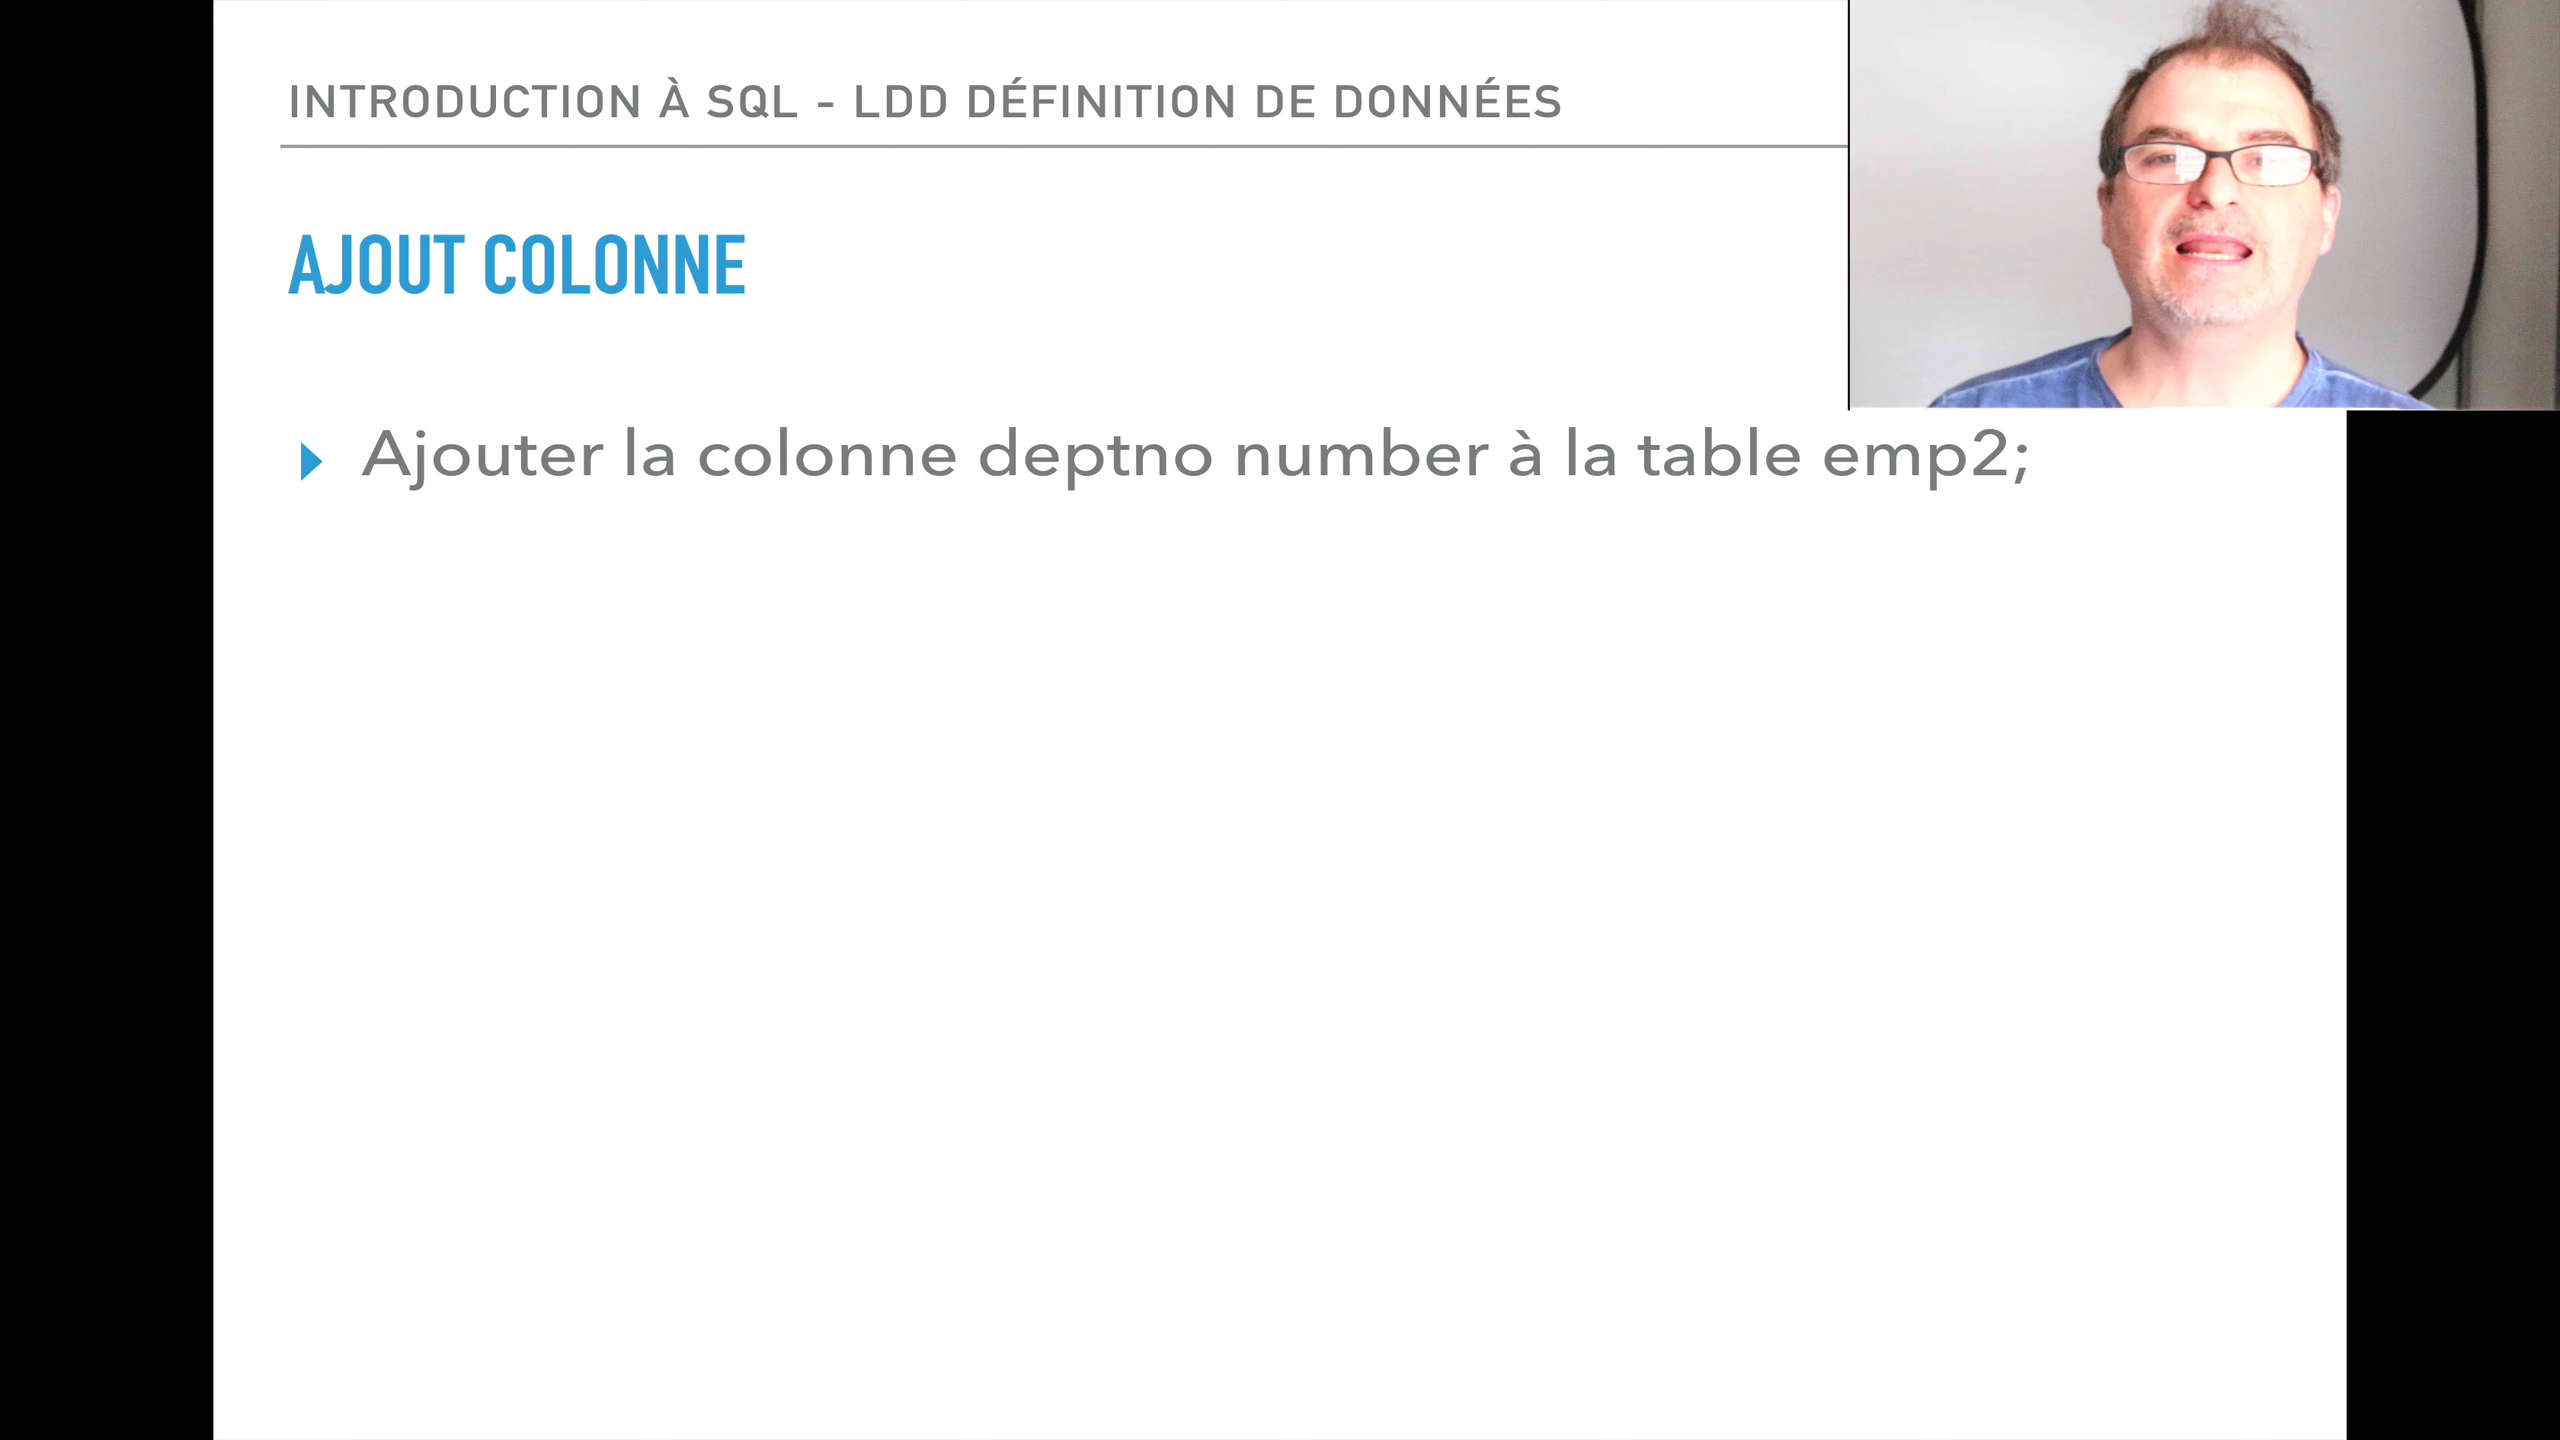 INTRODUCTION À SQL - LDD DÉFINITION DE DONNÉES
AJOUT COLONNE
Ajouter la colonne deptno number à la table emp2;